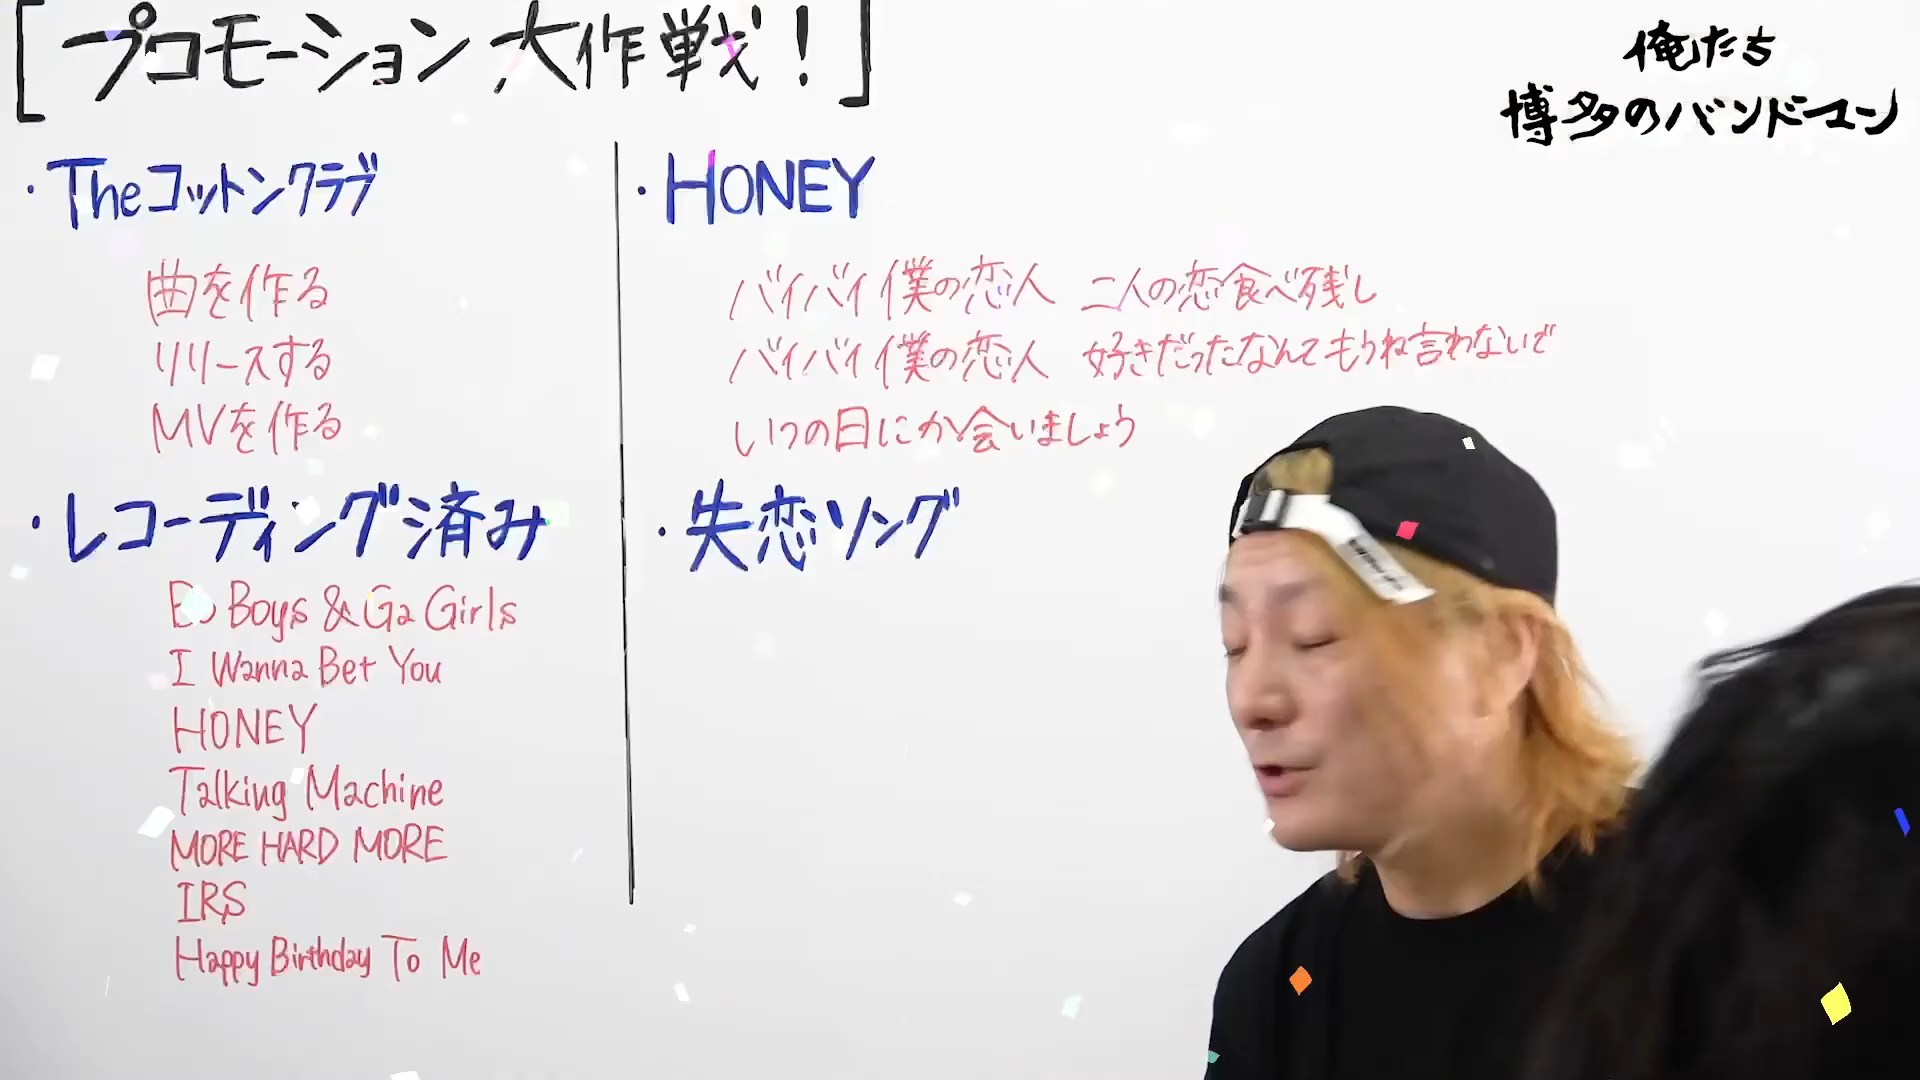 [プロモーション大作戦!]
俺たち
博多のバンドマン
・Theコットンクラブ
曲を作る
リリースする
MVを作る
・レコーディング済み
Boys & Ga Girls
I Wanna Bet You
HONEY
Talking Machine
MORE HARD MORE
IRS
Happy Birthday To Me
・HONEY
バイバイ僕の恋人 二人の恋食べ残し
バイバイ僕の恋人 好きだったなんてもうね言わないで
いつの日にか会いましょう
・失恋ソング